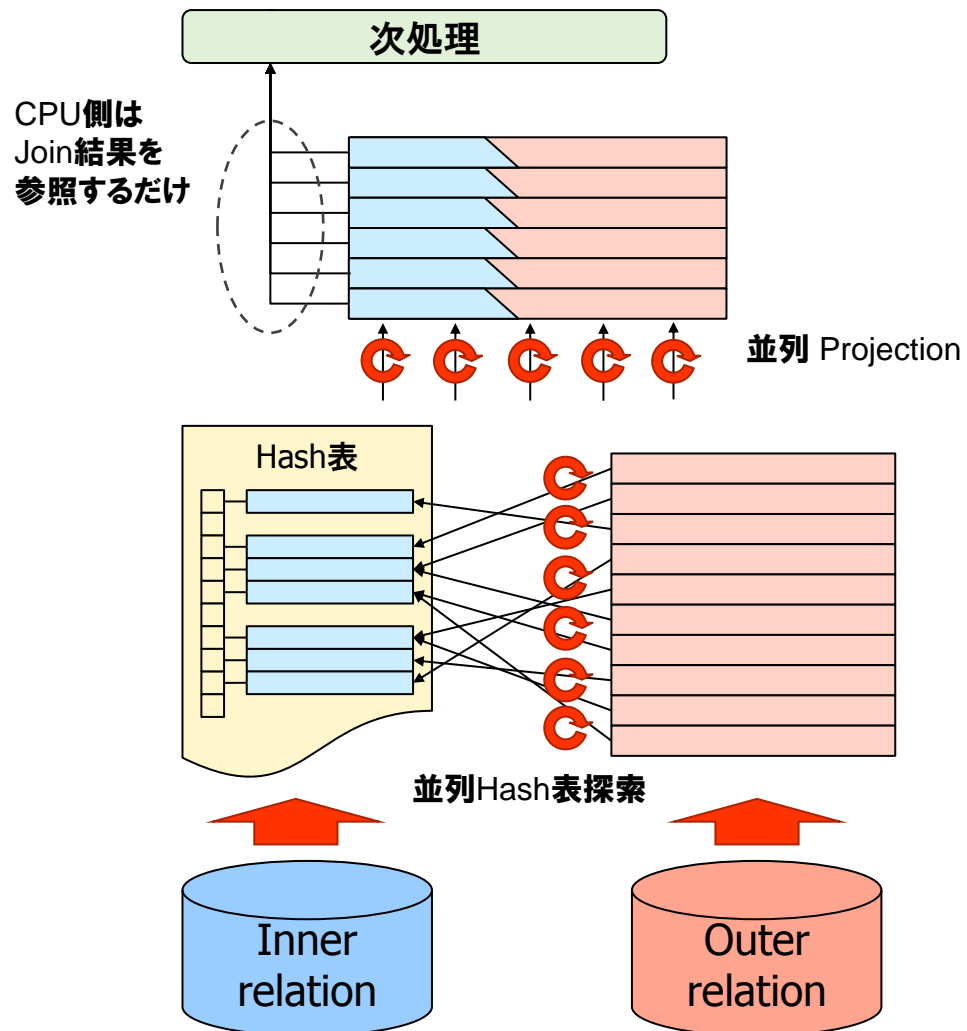 次処理
CPU側は
Join結果を
参照するだけ
並列 Projection
Hash表
並列Hash表探索
Inner
relation
Outer
relation